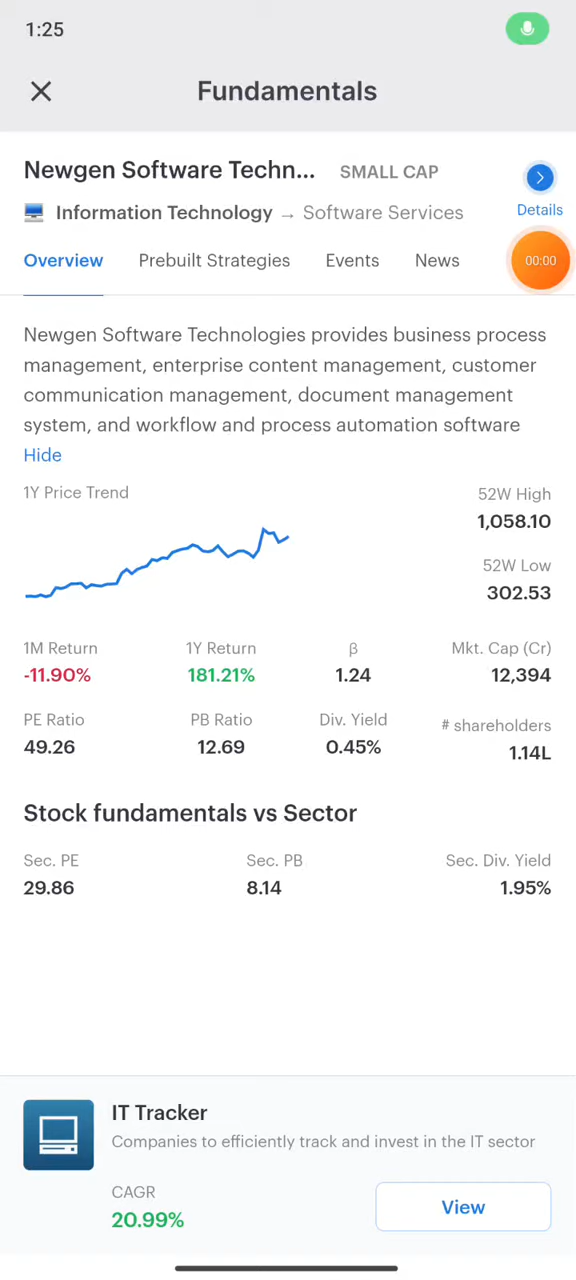 1:25
Fundamentals
Newgen Software Techn... SMALL CAP
Information Technology → Software Services
Details
Overview Prebuilt Strategies Events News
00:00
Newgen Software Technologies provides business process
management, enterprise content management, customer
communication management, document management
system, and workflow and process automation software
Hide
1Y Price Trend
52W High
1,058.10
52W Low
302.53
1M Return 1Y Return β Mkt. Cap (Cr)
-11.90% 181.21% 1.24 12,394
PE Ratio PB Ratio Div. Yield # shareholders
49.26 12.69 0.45% 1.14L
Stock fundamentals vs Sector
Sec. PE Sec. PB Sec. Div. Yield
29.86 8.14 1.95%
IT Tracker
Companies to efficiently track and invest in the IT sector
CAGR
20.99%
View